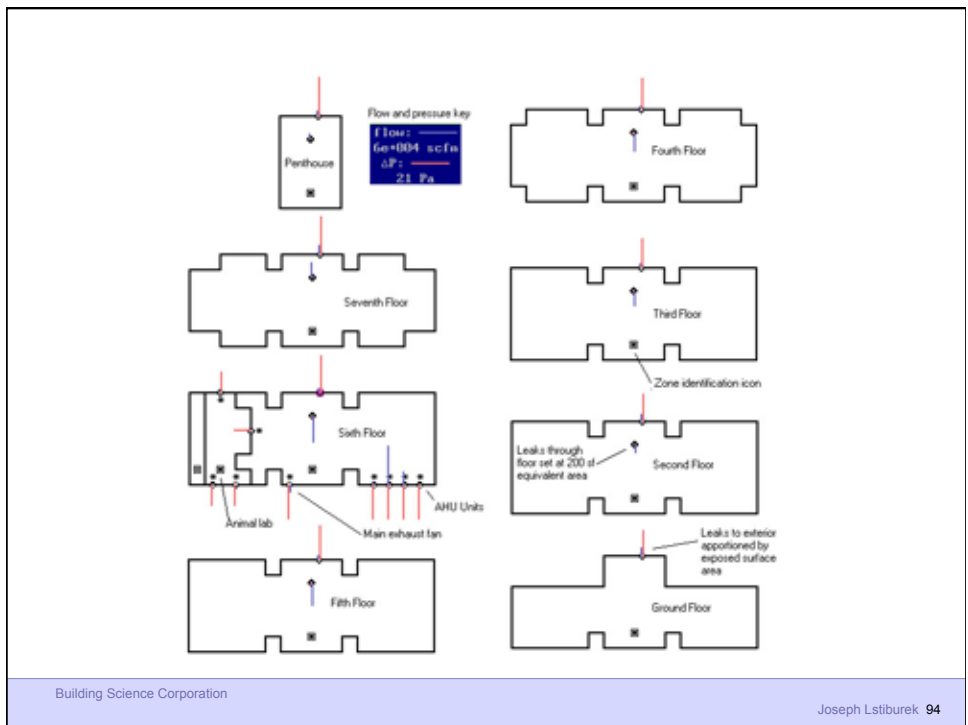 Flow and pressure key
flow:
6e+004 scfm
ΔP:
21 Pa
Penthouse
Fourth Floor
Seventh Floor
Third Floor
Zone identification icon
Sixth Floor
Animal lab
Main exhaust fan
AHU Units
Leaks through
floor set at 200 sf
equivalent area
Second Floor
Fifth Floor
Leaks to exterior
apportioned by
exposed surface
area
Ground Floor
Building Science Corporation
Joseph Lstiburek 94